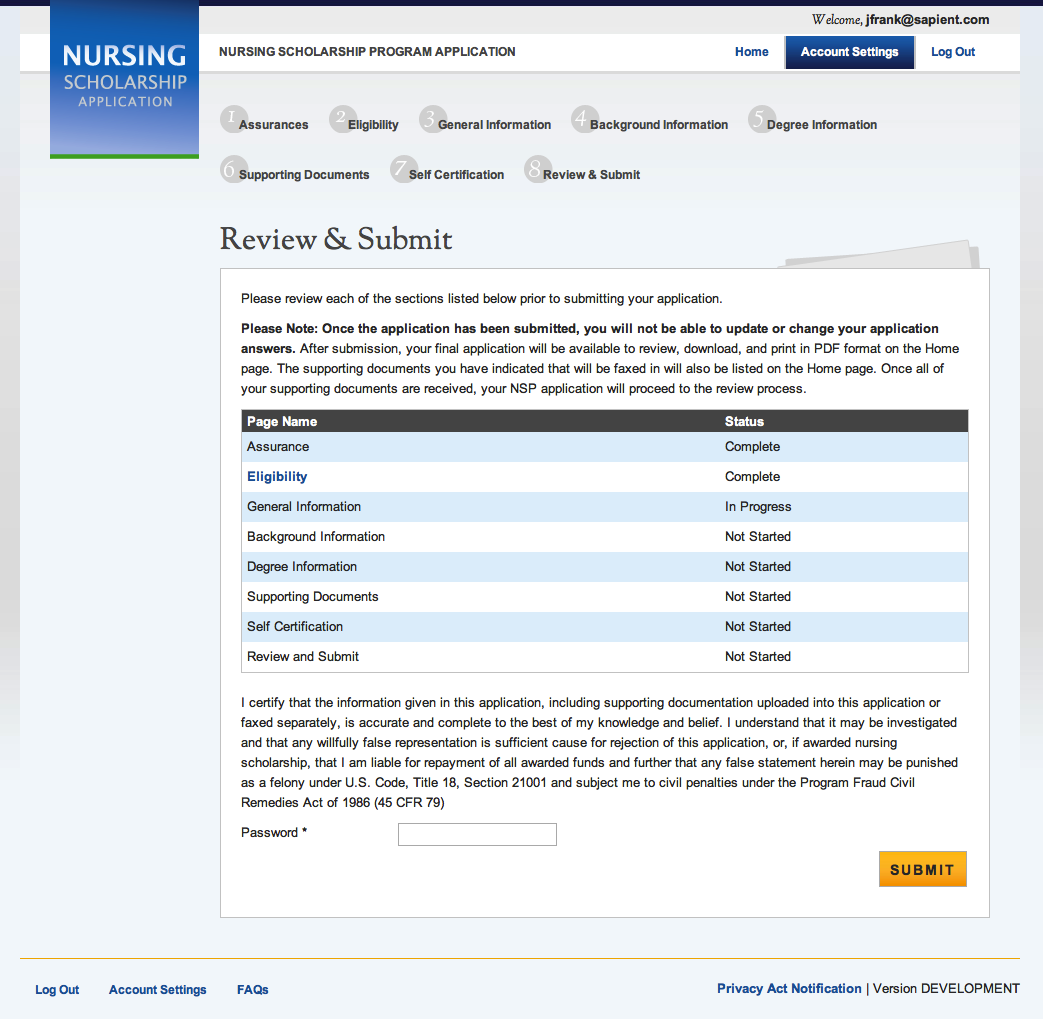 Welcome, jfrank@sapient.com
NURSING
SCHOLARSHIP
APPLICATION
NURSING SCHOLARSHIP PROGRAM APPLICATION
Home Account Settings Log Out
1 Assurances 2 Eligibility 3 General Information 4 Background Information 5 Degree Information
6 Supporting Documents 7 Self Certification 8 Review & Submit
Review & Submit
Please review each of the sections listed below prior to submitting your application.
Please Note: Once the application has been submitted, you will not be able to update or change your application
answers. After submission, your final application will be available to review, download, and print in PDF format on the Home
page. The supporting documents you have indicated that will be faxed in will also be listed on the Home page. Once all of
your supporting documents are received, your NSP application will proceed to the review process.
Page Name Status
Assurance Complete
Eligibility Complete
General Information In Progress
Background Information Not Started
Degree Information Not Started
Supporting Documents Not Started
Self Certification Not Started
Review and Submit Not Started
I certify that the information given in this application, including supporting documentation uploaded into this application or
faxed separately, is accurate and complete to the best of my knowledge and belief. I understand that it may be investigated
and that any willfully false representation is sufficient cause for rejection of this application, or, if awarded nursing
scholarship, that I am liable for repayment of all awarded funds and further that any false statement herein may be punished
as a felony under U.S. Code, Title 18, Section 21001 and subject me to civil penalties under the Program Fraud Civil
Remedies Act of 1986 (45 CFR 79)
Password *
SUBMIT
Log Out Account Settings FAQs Privacy Act Notification | Version DEVELOPMENT